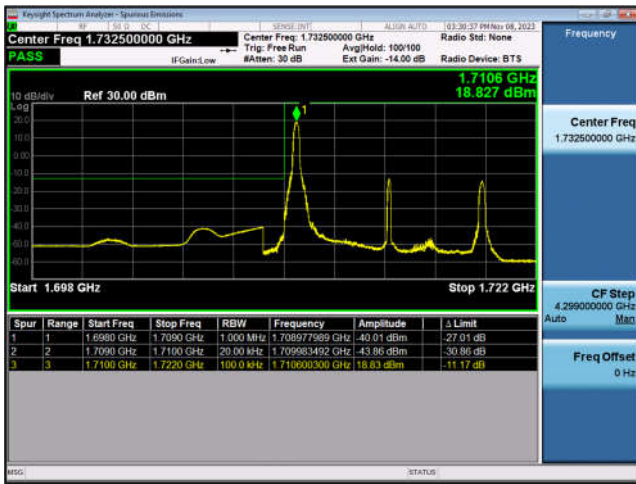 Keysight Spectrum Analyzer - Spurious Emissions
RF 50 Ω DC SENSE:INT ALIGN AUTO 03:30:37 PM Nov 08, 2023
Center Freq 1.732500000 GHz
PASS
IFGain:Low
Center Freq: 1.732500000 GHz
Trig: Free Run Avg|Hold: 100/100
#Atten: 30 dB Ext Gain: -14.00 dB
Radio Std: None
Radio Device: BTS
1.7106 GHz
18.827 dBm
10 dB/div Ref 30.00 dBm
Log
20.0
10.0
0.00
-10.0
-20.0
-30.0
-40.0
-50.0
-60.0
1
Start 1.698 GHz Stop 1.722 GHz
Spur Range Start Freq Stop Freq RBW Frequency Amplitude Δ Limit
1 1 1.6980 GHz 1.7090 GHz 1.000 MHz 1.708977989 GHz -40.01 dBm -27.01 dB
2 2 1.7090 GHz 1.7100 GHz 20.00 kHz 1.709983492 GHz -43.86 dBm -30.86 dB
3 3 1.7100 GHz 1.7220 GHz 100.0 kHz 1.710600300 GHz 18.83 dBm -11.17 dB
Frequency
Center Freq
1.732500000 GHz
CF Step
4.299000000 GHz
Auto Man
Freq Offset
0 Hz
MSG STATUS